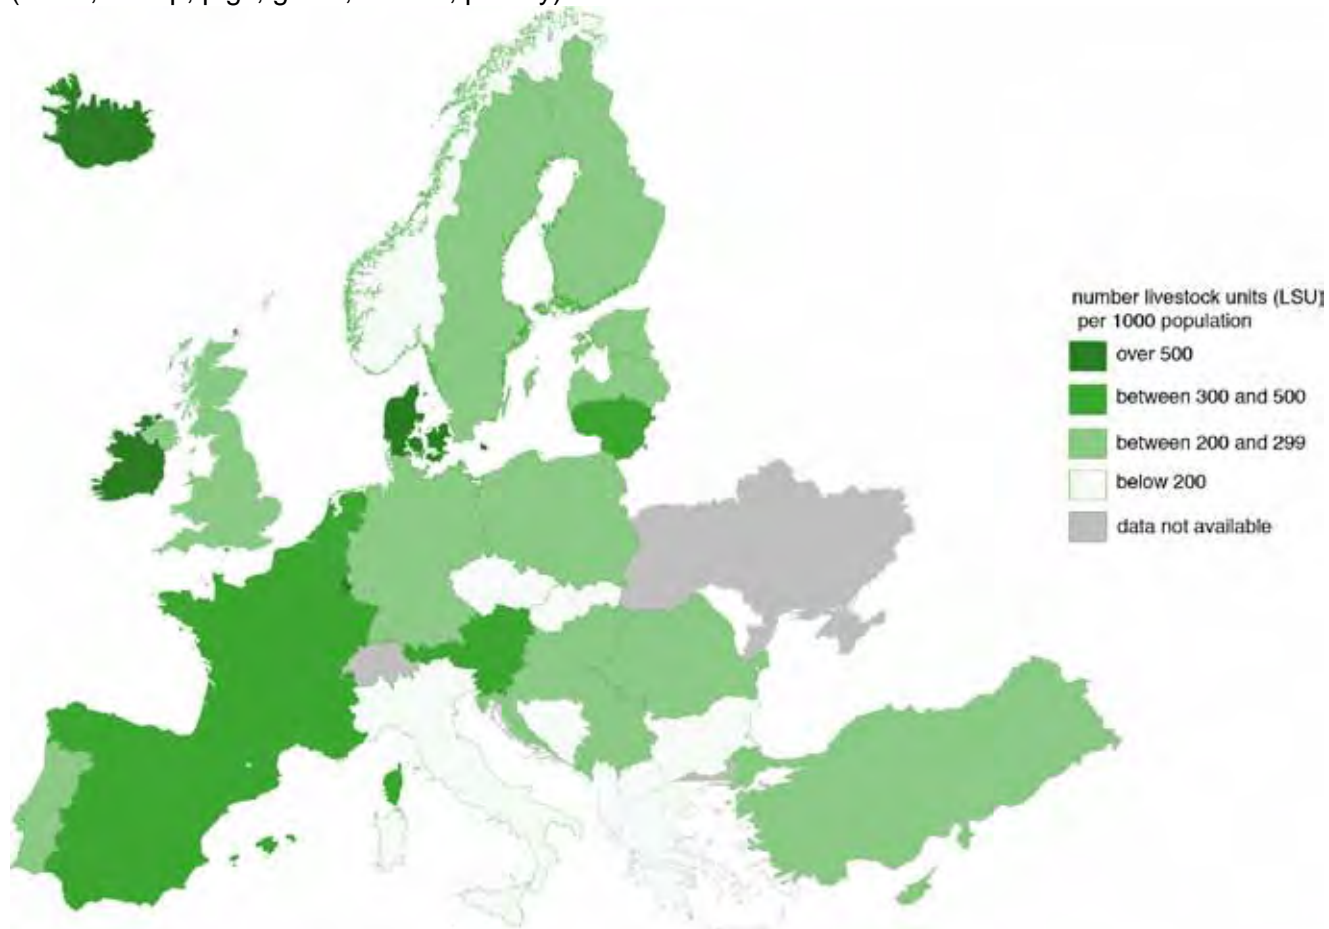 number livestock units (LSU)
per 1000 population
over 500
between 300 and 500
between 200 and 299
below 200
data not available